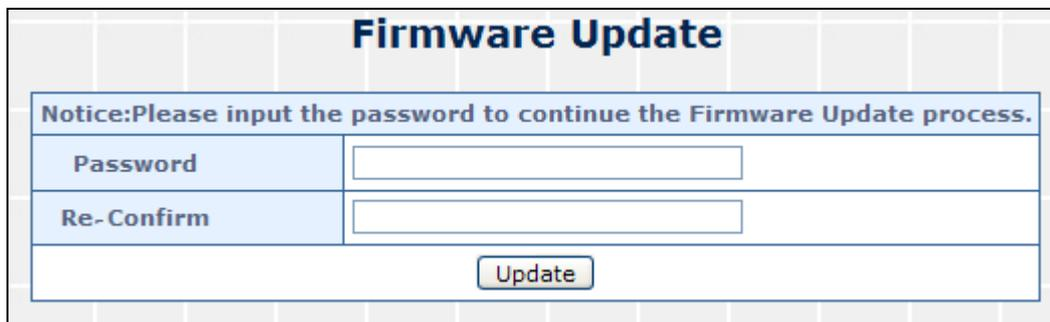 Firmware Update
Notice:Please input the password to continue the Firmware Update process.
Password
Re-Confirm
Update